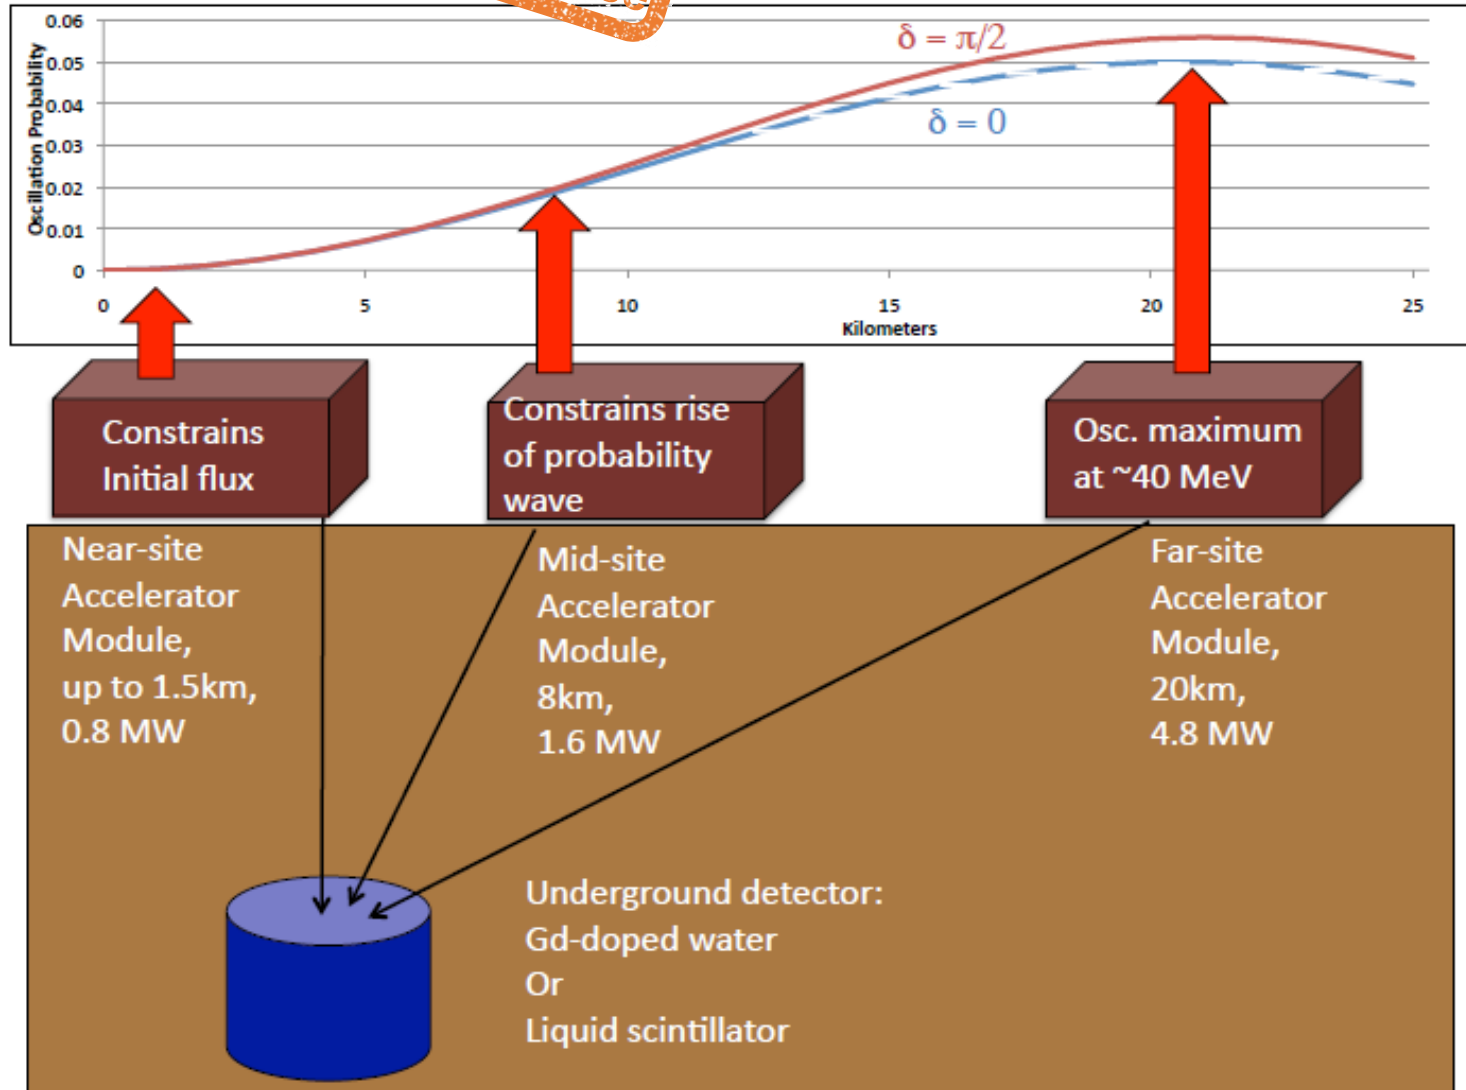 0.06
0.05
0.04
0.03
0.02
0.01
0
Oscillation Probability
δ = π/2
δ = 0
0
5
10
15
20
25
Kilometers
Constrains
Initial flux
Constrains rise
of probability
wave
Osc. maximum
at ~40 MeV
Near-site
Accelerator
Module,
up to 1.5km,
0.8 MW
Mid-site
Accelerator
Module,
8km,
1.6 MW
Far-site
Accelerator
Module,
20km,
4.8 MW
Underground detector:
Gd-doped water
Or
Liquid scintillator